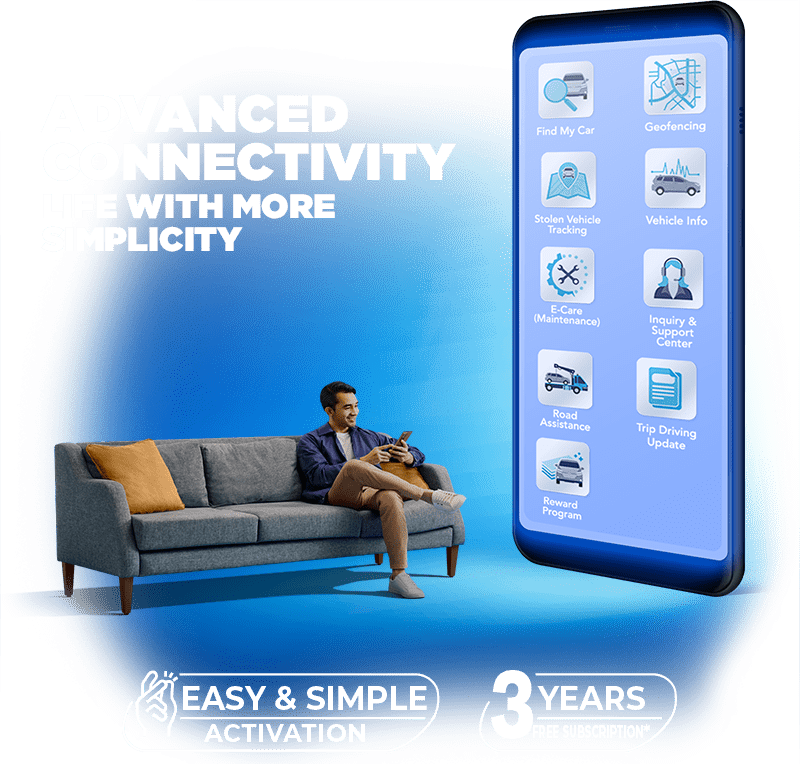 ADVANCED
CONNECTIVITY
LIFE WITH MORE
SIMPLICITY
Find My Car
Geofencing
Stolen Vehicle
Tracking
Vehicle Info
E-Care
(Maintenance)
Inquiry &
Support
Center
Road
Assistance
Trip Driving
Update
Reward
Program
EASY & SIMPLE
ACTIVATION
3 YEARS
FREE SUBSCRIPTION*